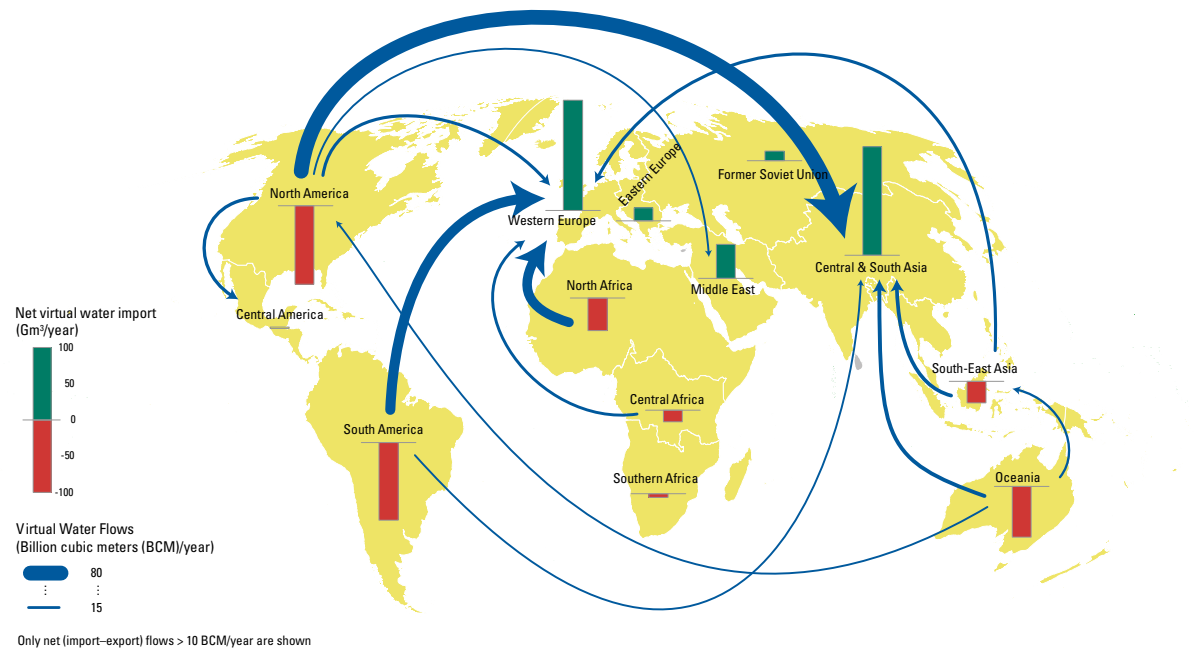 Eastern Europe
Former Soviet Union
North America
Western Europe
Central & South Asia
North Africa
Middle East
Net virtual water import
(Gm³/year)
100
50
0
-50
-100
Central America
South-East Asia
Central Africa
South America
Southern Africa
Oceania
Virtual Water Flows
(Billion cubic meters (BCM)/year)
80
15
Only net (import–export) flows > 10 BCM/year are shown